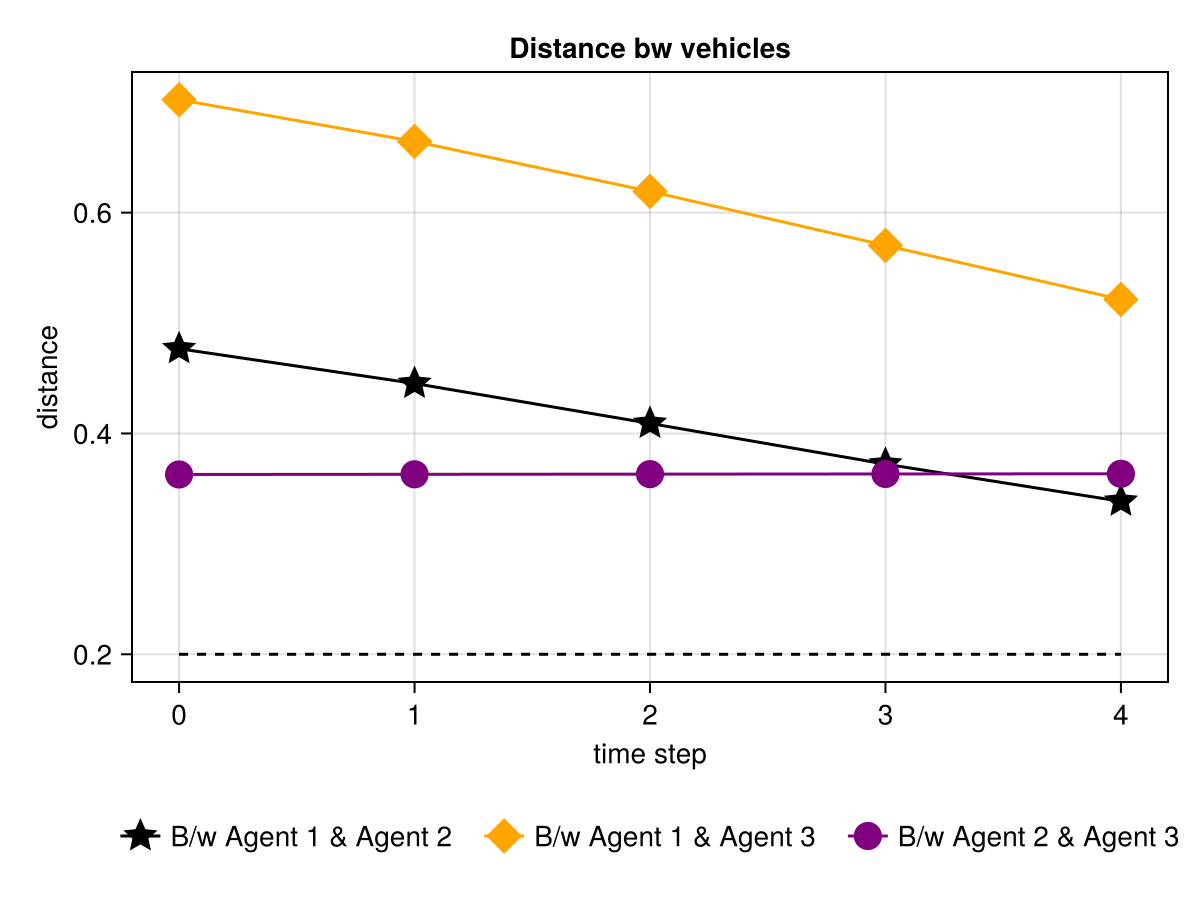 Distance bw vehicles
distance
0.6
0.4
0.2
0 1 2 3 4
time step
B/w Agent 1 & Agent 2 B/w Agent 1 & Agent 3 B/w Agent 2 & Agent 3